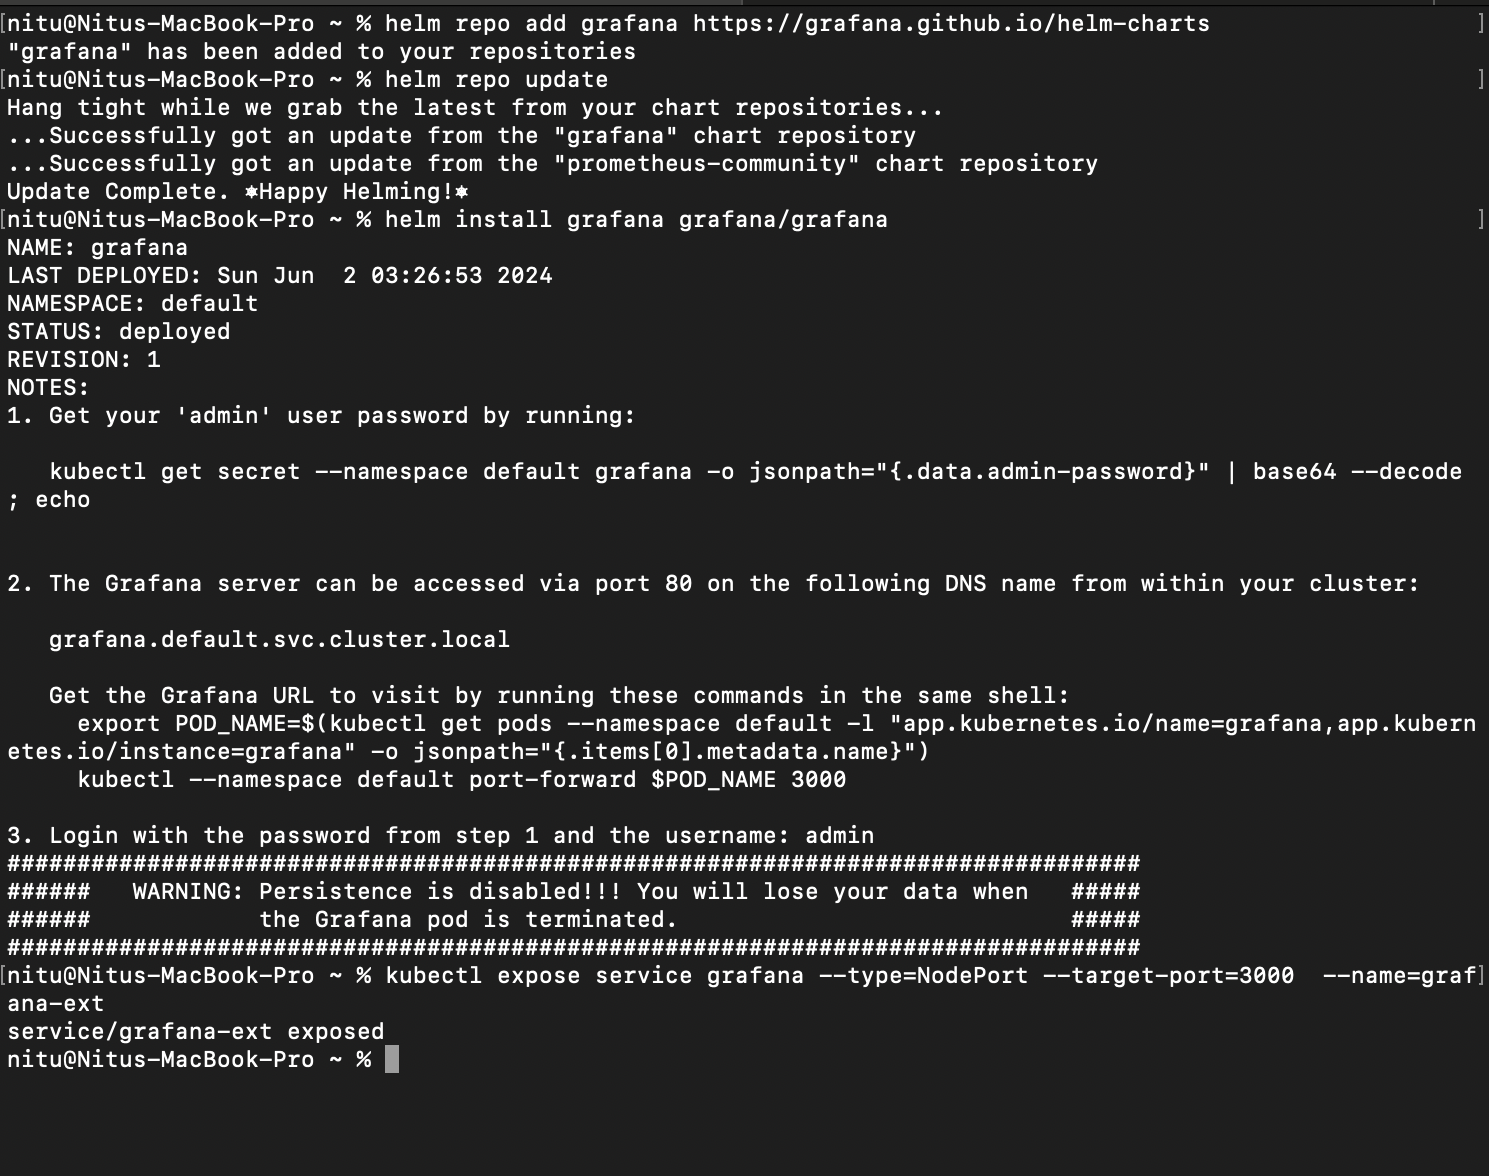 [nitu@Nitus-MacBook-Pro ~ % helm repo add grafana https://grafana.github.io/helm-charts ]
"grafana" has been added to your repositories
[nitu@Nitus-MacBook-Pro ~ % helm repo update ]
Hang tight while we grab the latest from your chart repositories...
...Successfully got an update from the "grafana" chart repository
...Successfully got an update from the "prometheus-community" chart repository
Update Complete. ⎈Happy Helming!⎈
[nitu@Nitus-MacBook-Pro ~ % helm install grafana grafana/grafana ]
NAME: grafana
LAST DEPLOYED: Sun Jun  2 03:26:53 2024
NAMESPACE: default
STATUS: deployed
REVISION: 1
NOTES:
1. Get your 'admin' user password by running:
   kubectl get secret --namespace default grafana -o jsonpath="{.data.admin-password}" | base64 --decode
; echo
2. The Grafana server can be accessed via port 80 on the following DNS name from within your cluster:
   grafana.default.svc.cluster.local
   Get the Grafana URL to visit by running these commands in the same shell:
     export POD_NAME=$(kubectl get pods --namespace default -l "app.kubernetes.io/name=grafana,app.kubern
etes.io/instance=grafana" -o jsonpath="{.items[0].metadata.name}")
     kubectl --namespace default port-forward $POD_NAME 3000
3. Login with the password from step 1 and the username: admin
#################################################################################
######   WARNING: Persistence is disabled!!! You will lose your data when   #####
######            the Grafana pod is terminated.                            #####
#################################################################################
[nitu@Nitus-MacBook-Pro ~ % kubectl expose service grafana --type=NodePort --target-port=3000  --name=graf]
ana-ext
service/grafana-ext exposed
nitu@Nitus-MacBook-Pro ~ %